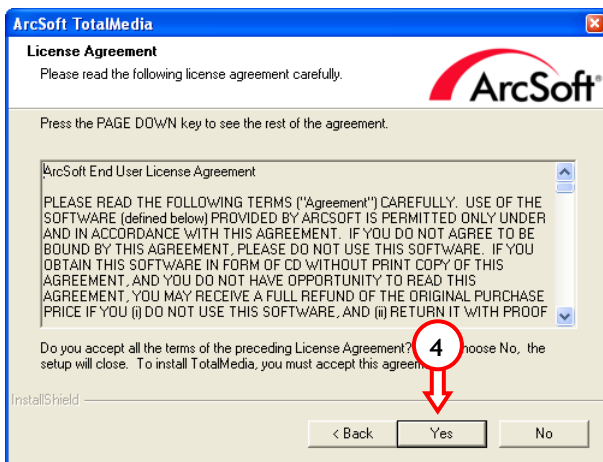 ArcSoft TotalMedia
License Agreement
Please read the following license agreement carefully.
ArcSoft®
Press the PAGE DOWN key to see the rest of the agreement.
ArcSoft End User License Agreement
PLEASE READ THE FOLLOWING TERMS ("Agreement") CAREFULLY. USE OF THE
SOFTWARE (defined below) PROVIDED BY ARCSOFT IS PERMITTED ONLY UNDER
AND IN ACCORDANCE WITH THIS AGREEMENT. IF YOU DO NOT AGREE TO BE
BOUND BY THIS AGREEMENT, PLEASE DO NOT USE THIS SOFTWARE. IF YOU
OBTAIN THIS SOFTWARE IN FORM OF CD WITHOUT PRINT COPY OF THIS
AGREEMENT, AND YOU DO NOT HAVE OPPORTUNITY TO READ THIS
AGREEMENT, YOU MAY RECEIVE A FULL REFUND OF THE ORIGINAL PURCHASE
PRICE IF YOU (i) DO NOT USE THIS SOFTWARE, AND (ii) RETURN IT WITH PROOF
Do you accept all the terms of the preceding License Agreement? hoose No, the
setup will close. To install TotalMedia, you must accept this agreem
4
InstallShield
< Back Yes No